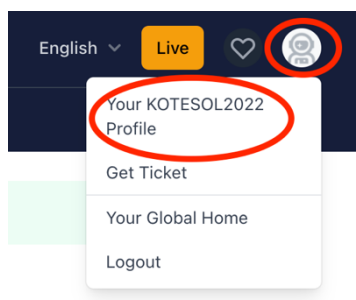 English
Live
Your KOTESOL2022
Profile
Get Ticket
Your Global Home
Logout